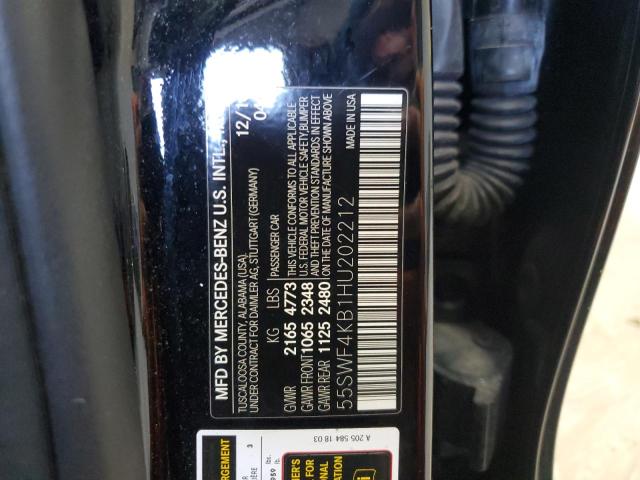 MFD BY MERCEDES-BENZ U.S. INTL.,
TUSCALOOSA COUNTY, ALABAMA (USA)
UNDER CONTRACT FOR DAIMLER AG, STUTTGART (GERMANY)
KG LBS PASSENGER CAR
GVWR 2165 4773 THIS VEHICLE CONFORMS TO ALL APPLICABLE
GAWR FRONT 1065 2348 U.S. FEDERAL MOTOR VEHICLE SAFETY, BUMPER
GAWR REAR 1125 2480 AND THEFT PREVENTION STANDARDS IN EFFECT
ON THE DATE OF MANUFACTURE SHOWN ABOVE
55SWF4KB1HU202212
MADE IN USA
A 205 584 18 03
3
lbs.
lb.